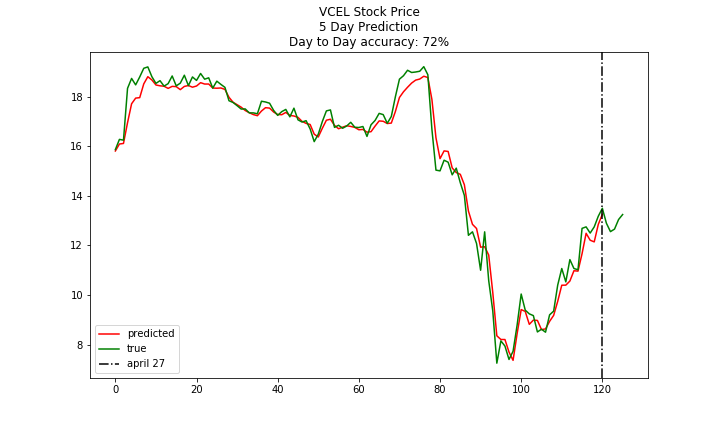 VCEL Stock Price
5 Day Prediction
Day to Day accuracy: 72%
18
16
14
12
10
8
predicted
true
april 27
0 20 40 60 80 100 120